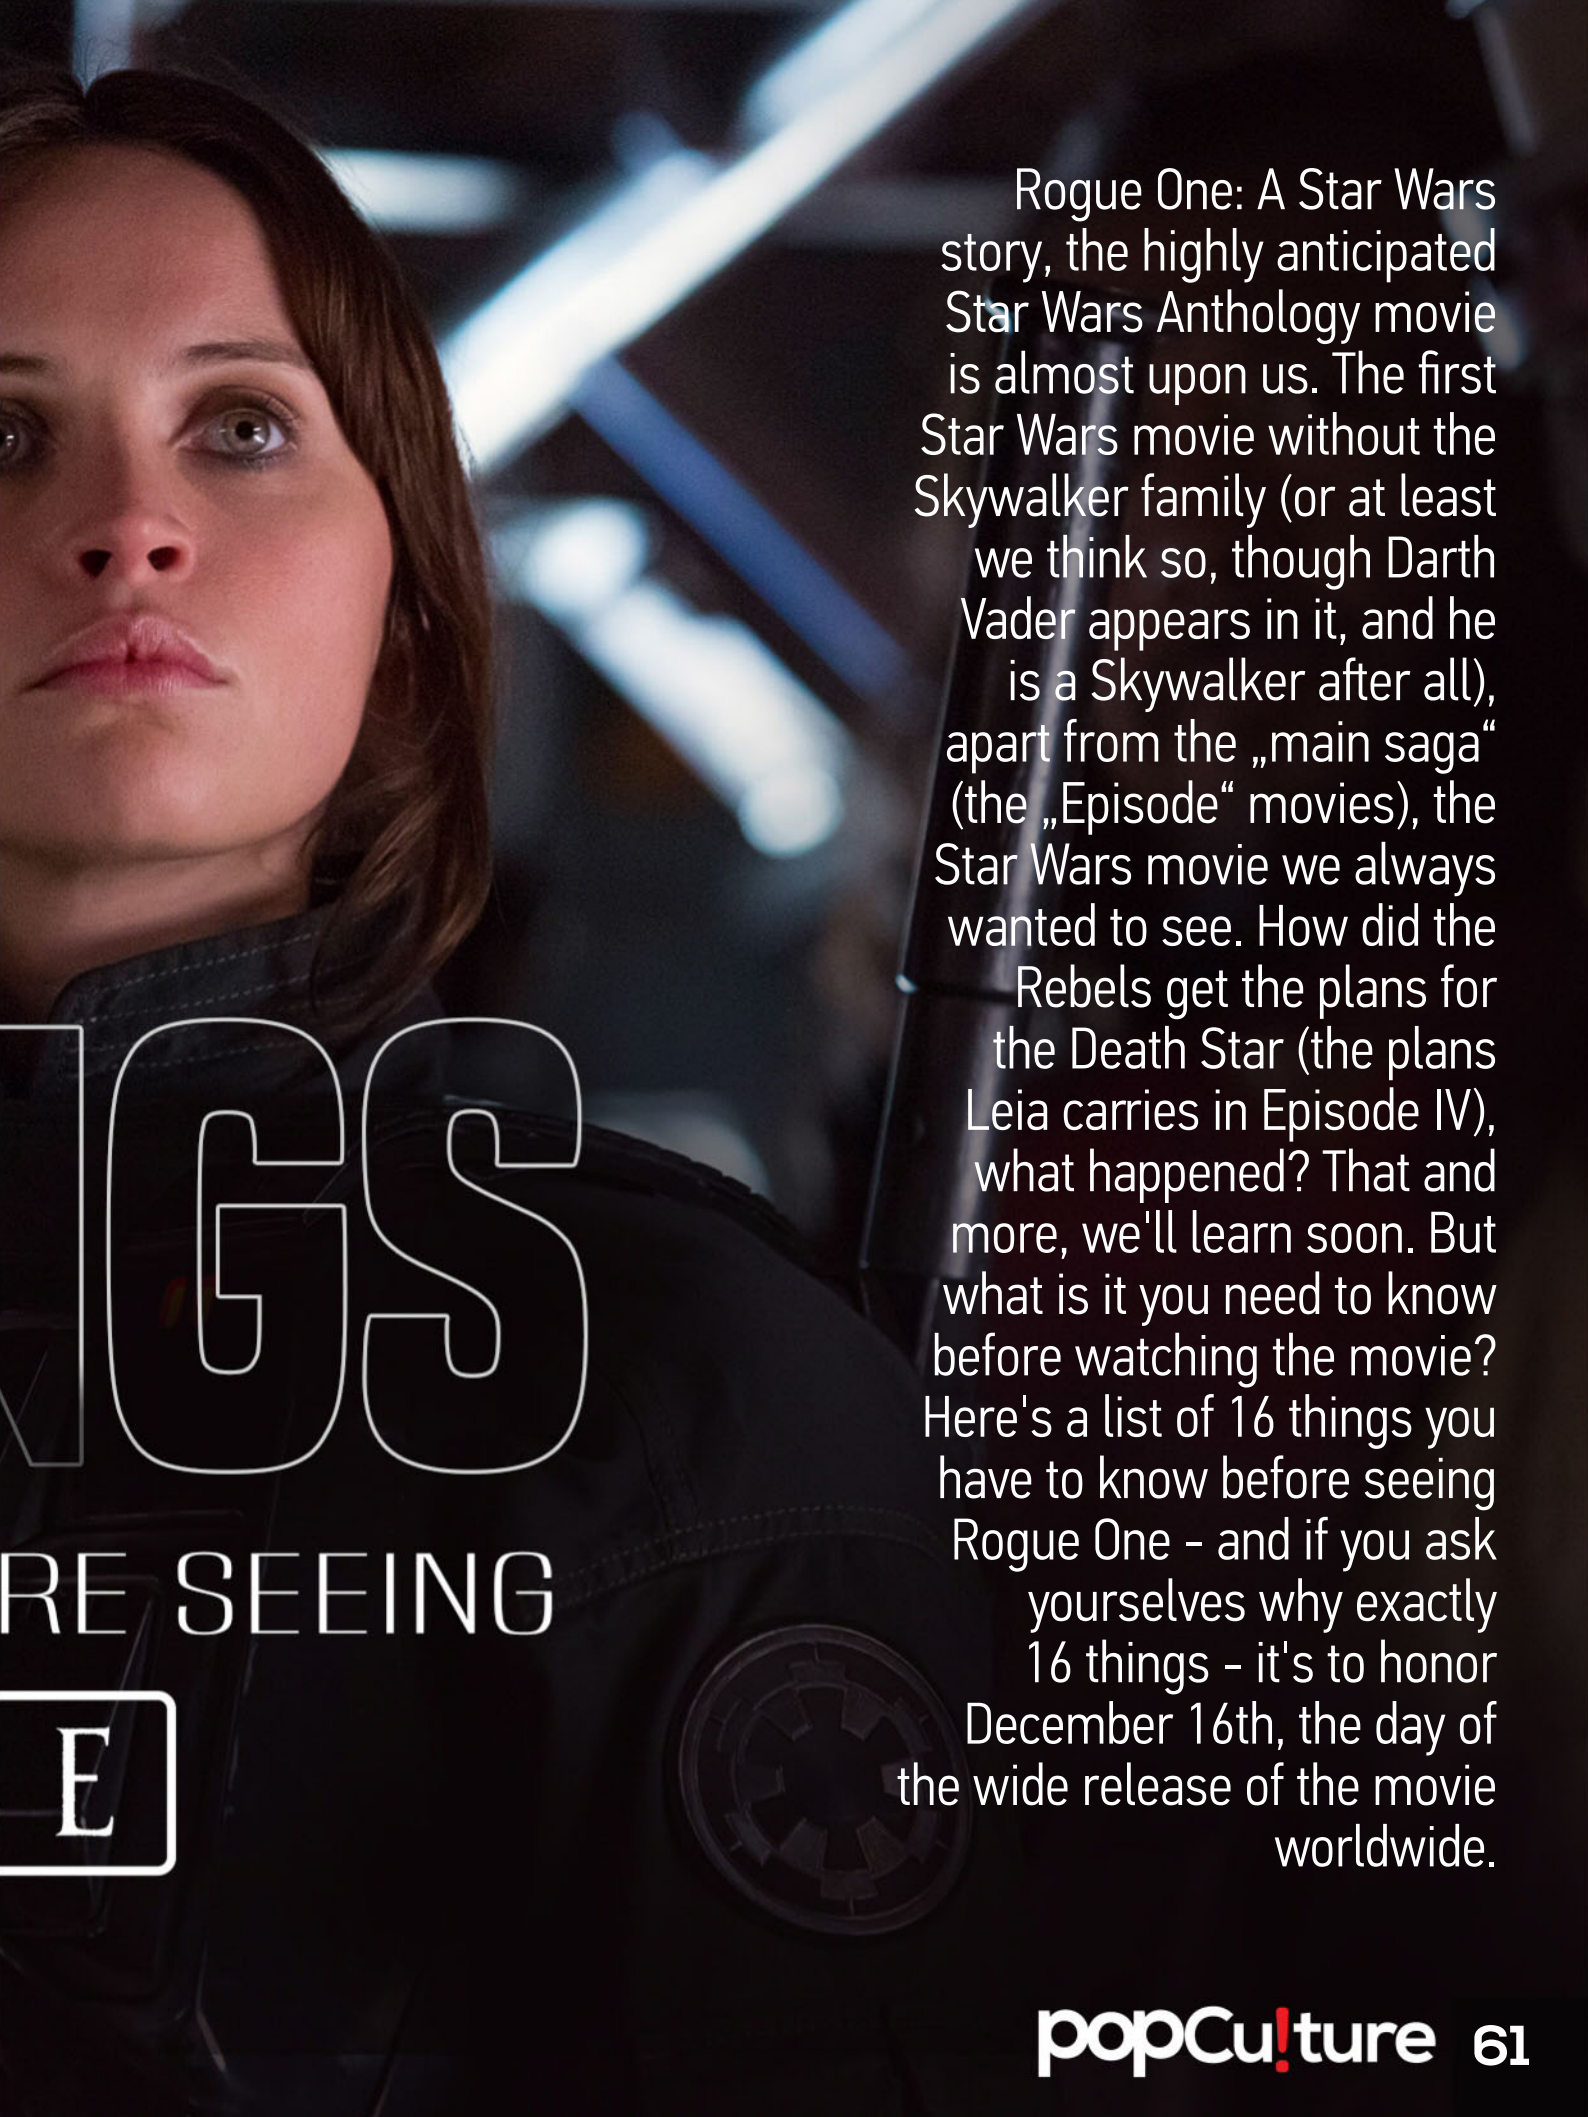 Rogue One: A Star Wars
story, the highly anticipated
Star Wars Anthology movie
is almost upon us. The first
Star Wars movie without the
Skywalker family (or at least
we think so, though Darth
Vader appears in it, and he
is a Skywalker after all),
apart from the „main saga“
(the „Episode“ movies), the
Star Wars movie we always
wanted to see. How did the
Rebels get the plans for
the Death Star (the plans
Leia carries in Episode IV),
what happened? That and
more, we'll learn soon. But
what is it you need to know
before watching the movie?
Here's a list of 16 things you
have to know before seeing
Rogue One - and if you ask
yourselves why exactly
16 things - it's to honor
December 16th, the day of
the wide release of the movie
worldwide.
NGS
RE SEEING
E
popCu!ture 61